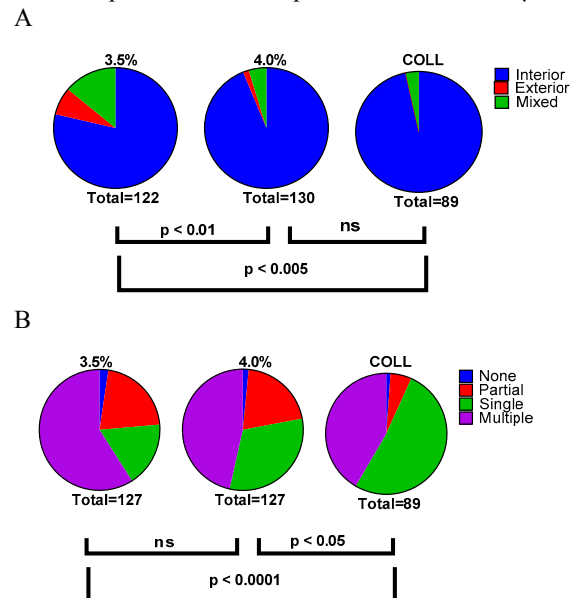 A
3.5% 4.0% COLL
Interior
Exterior
Mixed
Total=122 Total=130 Total=89
p < 0.01 ns
p < 0.005
B
3.5% 4.0% COLL
None
Partial
Single
Multiple
Total=127 Total=127 Total=89
ns p < 0.05
p < 0.0001